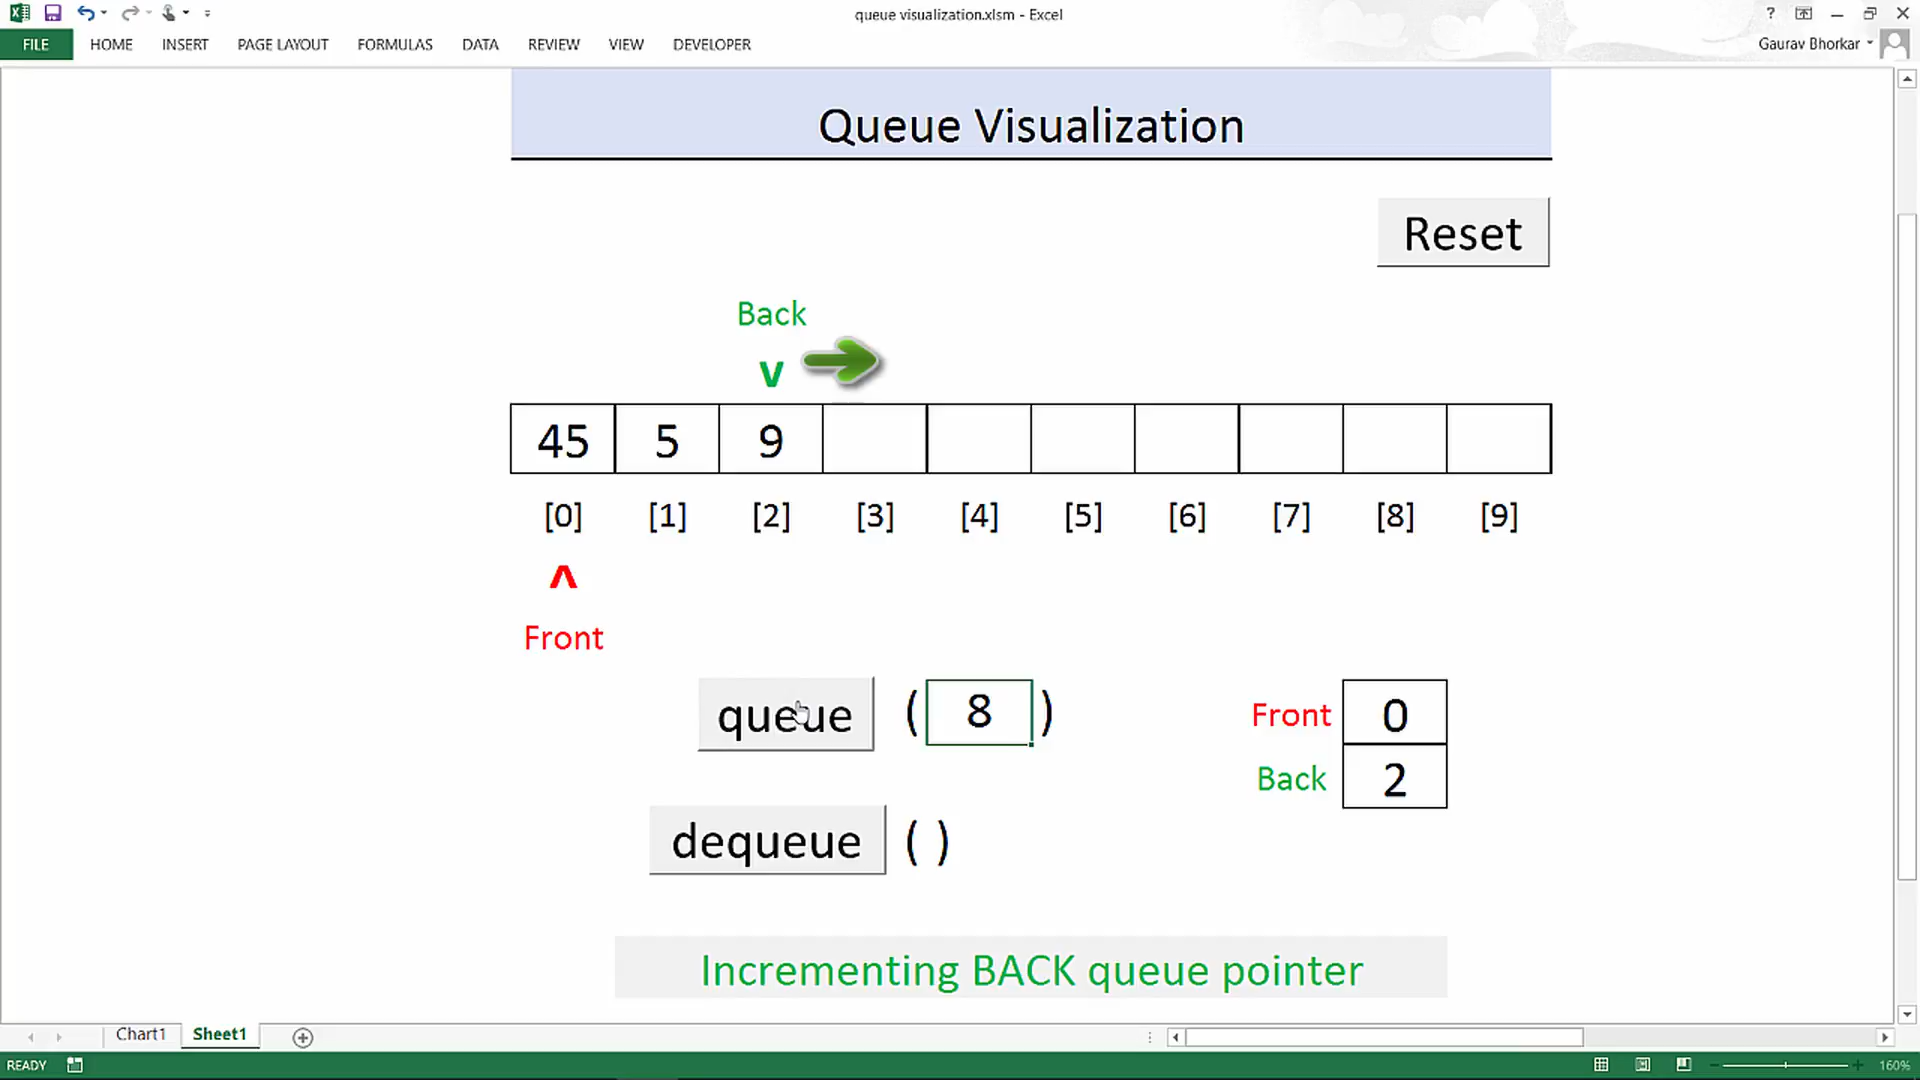 queue visualization.xlsm - Excel
FILE HOME INSERT PAGE LAYOUT FORMULAS DATA REVIEW VIEW DEVELOPER
Gaurav Bhorkar
Queue Visualization
Reset
Back
v
45 5 9
[0] [1] [2] [3] [4] [5] [6] [7] [8] [9]
^
Front
queue ( 8 )
Front 0
Back 2
dequeue ( )
Incrementing BACK queue pointer
Chart1 Sheet1
READY
160%